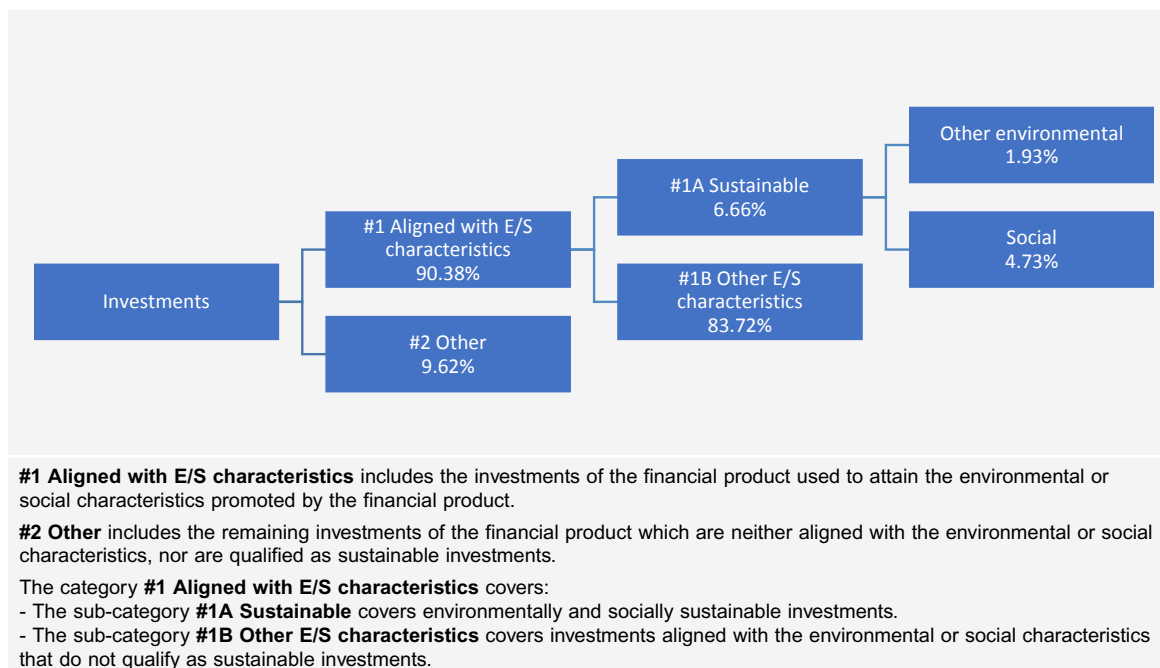 Investments
#1 Aligned with E/S
characteristics
90.38%
#2 Other
9.62%
#1A Sustainable
6.66%
#1B Other E/S
characteristics
83.72%
Other environmental
1.93%
Social
4.73%
#1 Aligned with E/S characteristics includes the investments of the financial product used to attain the environmental or
social characteristics promoted by the financial product.
#2 Other includes the remaining investments of the financial product which are neither aligned with the environmental or social
characteristics, nor are qualified as sustainable investments.
The category #1 Aligned with E/S characteristics covers:
- The sub-category #1A Sustainable covers environmentally and socially sustainable investments.
- The sub-category #1B Other E/S characteristics covers investments aligned with the environmental or social characteristics
that do not qualify as sustainable investments.